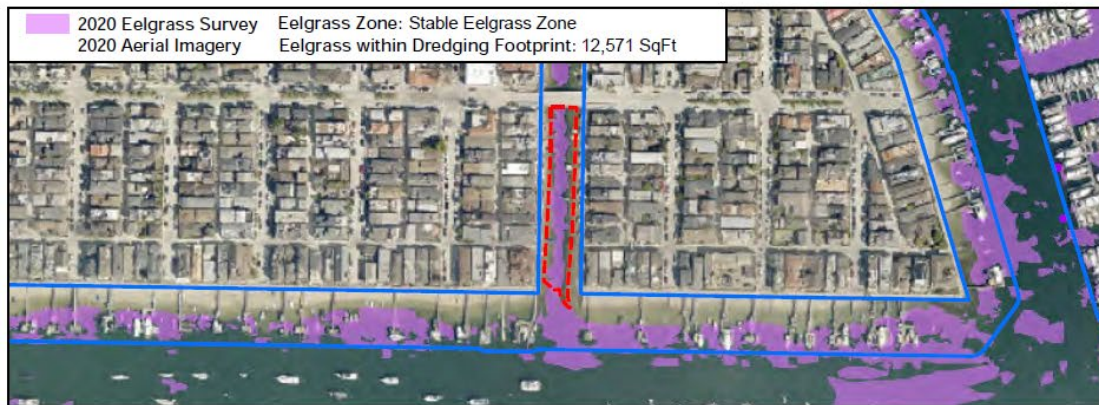 2020 Eelgrass Survey Eelgrass Zone: Stable Eelgrass Zone
2020 Aerial Imagery Eelgrass within Dredging Footprint: 12,571 SqFt